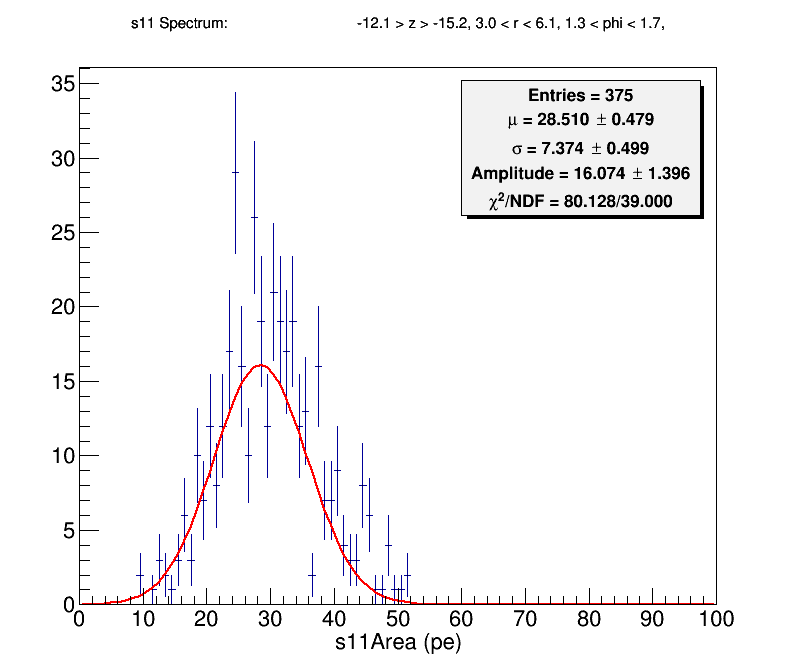 s11 Spectrum: -12.1 > z > -15.2, 3.0 < r < 6.1, 1.3 < phi < 1.7,
Entries = 375
μ = 28.510 ± 0.479
σ = 7.374 ± 0.499
Amplitude = 16.074 ± 1.396
χ²/NDF = 80.128/39.000
35
30
25
20
15
10
5
0
0 10 20 30 40 50 60 70 80 90 100
s11Area (pe)